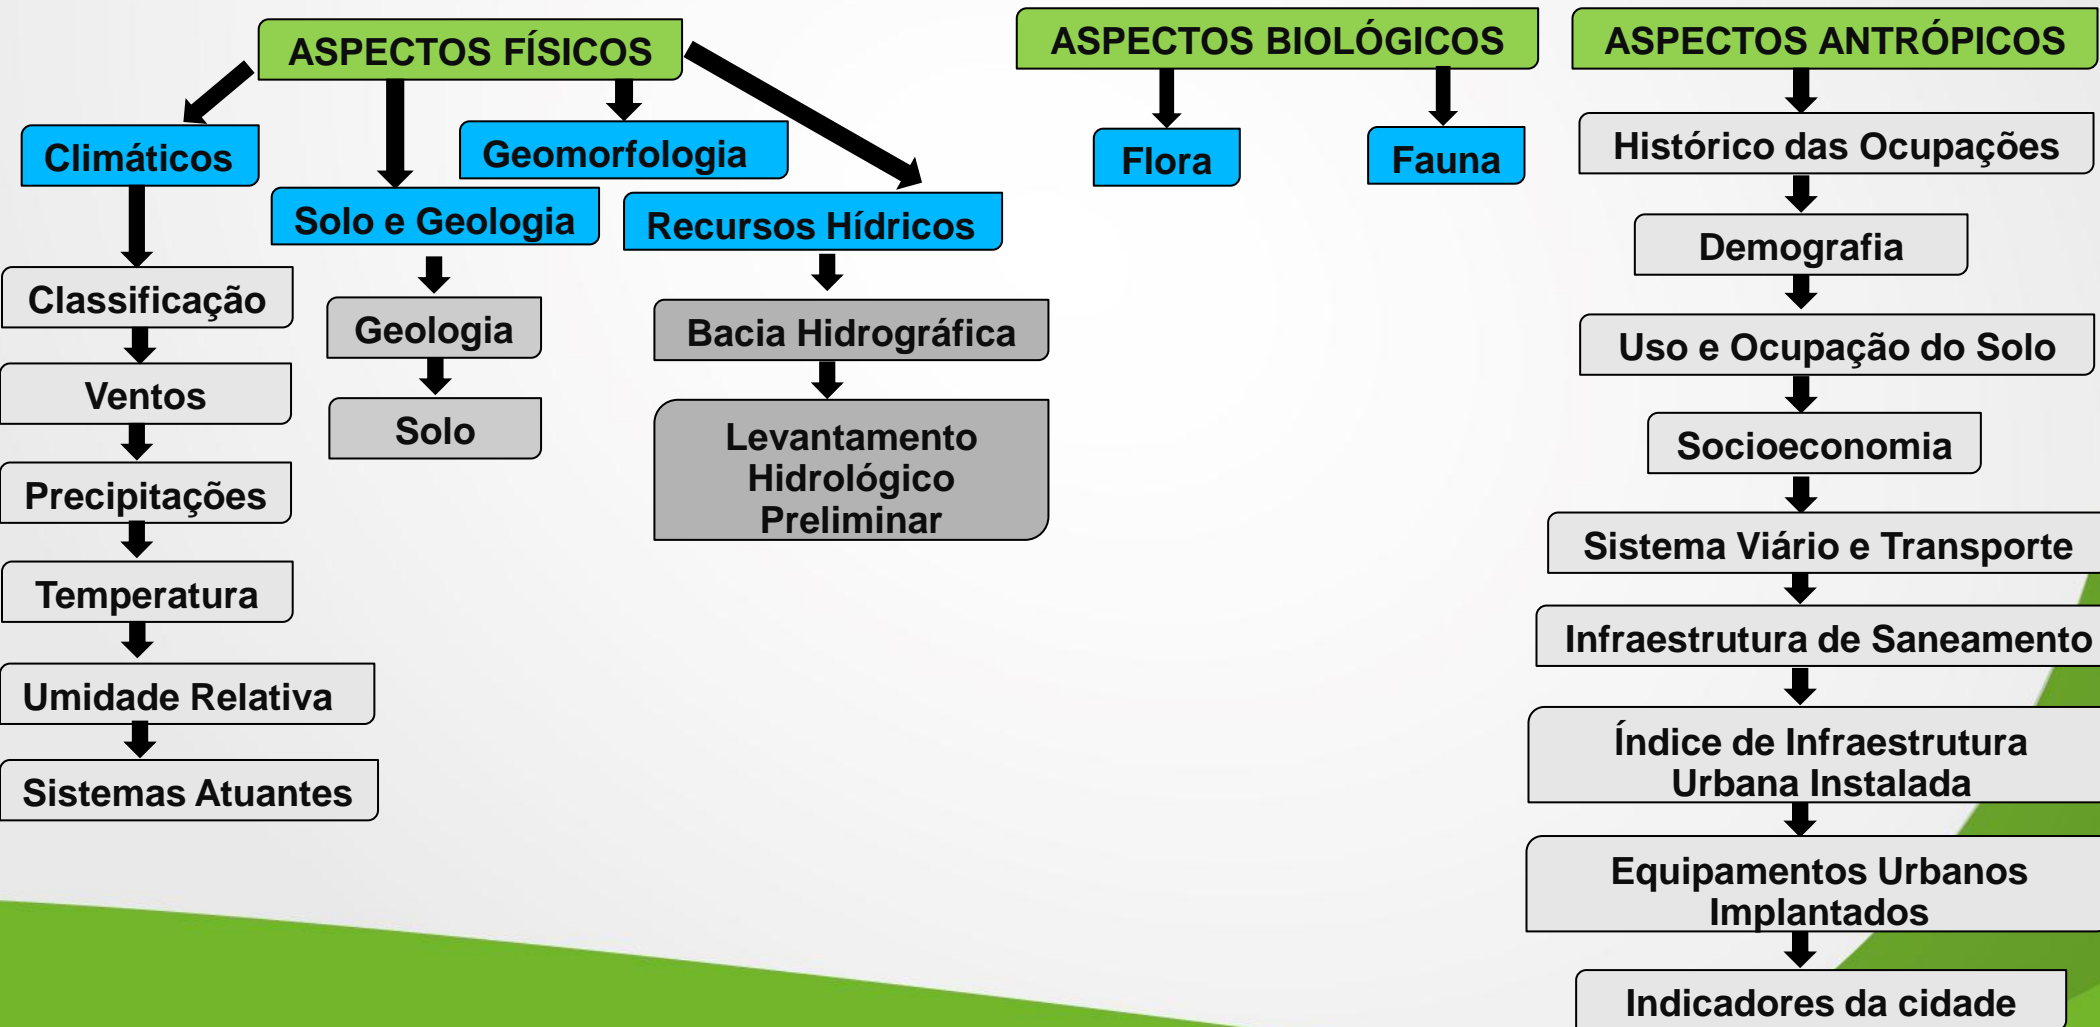 ASPECTOS FÍSICOS
Climáticos
Classificação
Ventos
Precipitações
Temperatura
Umidade Relativa
Sistemas Atuantes
Solo e Geologia
Geologia
Solo
Geomorfologia
Recursos Hídricos
Bacia Hidrográfica
Levantamento
Hidrológico
Preliminar
ASPECTOS BIOLÓGICOS
Flora
Fauna
ASPECTOS ANTRÓPICOS
Histórico das Ocupações
Demografia
Uso e Ocupação do Solo
Socioeconomia
Sistema Viário e Transporte
Infraestrutura de Saneamento
Índice de Infraestrutura
Urbana Instalada
Equipamentos Urbanos
Implantados
Indicadores da cidade